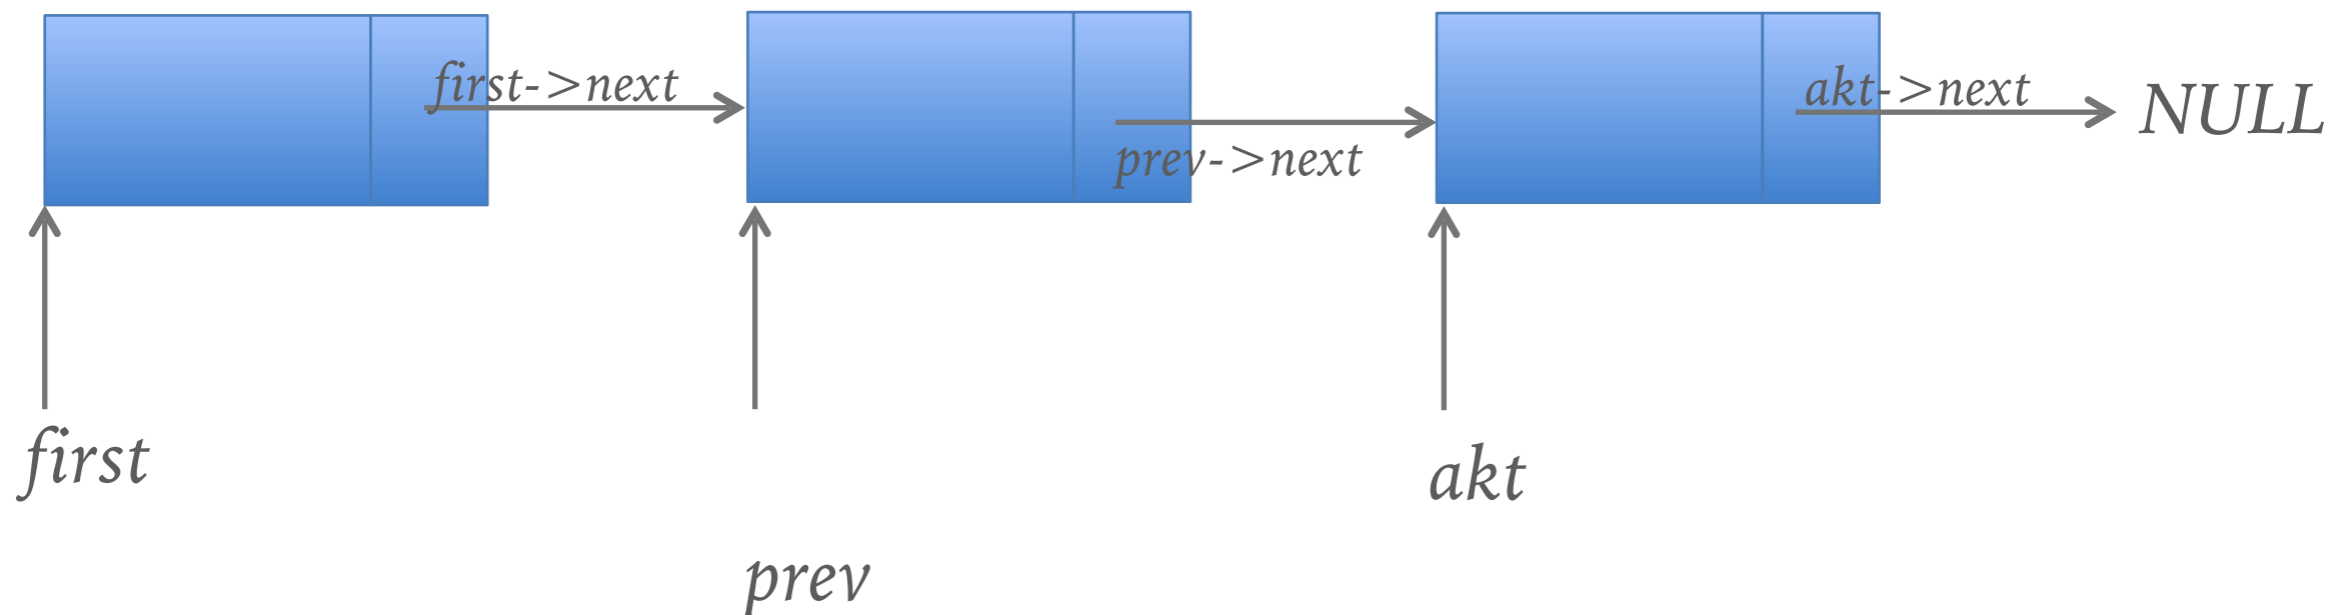 first->next
akt->next
NULL
prev->next
first
akt
prev